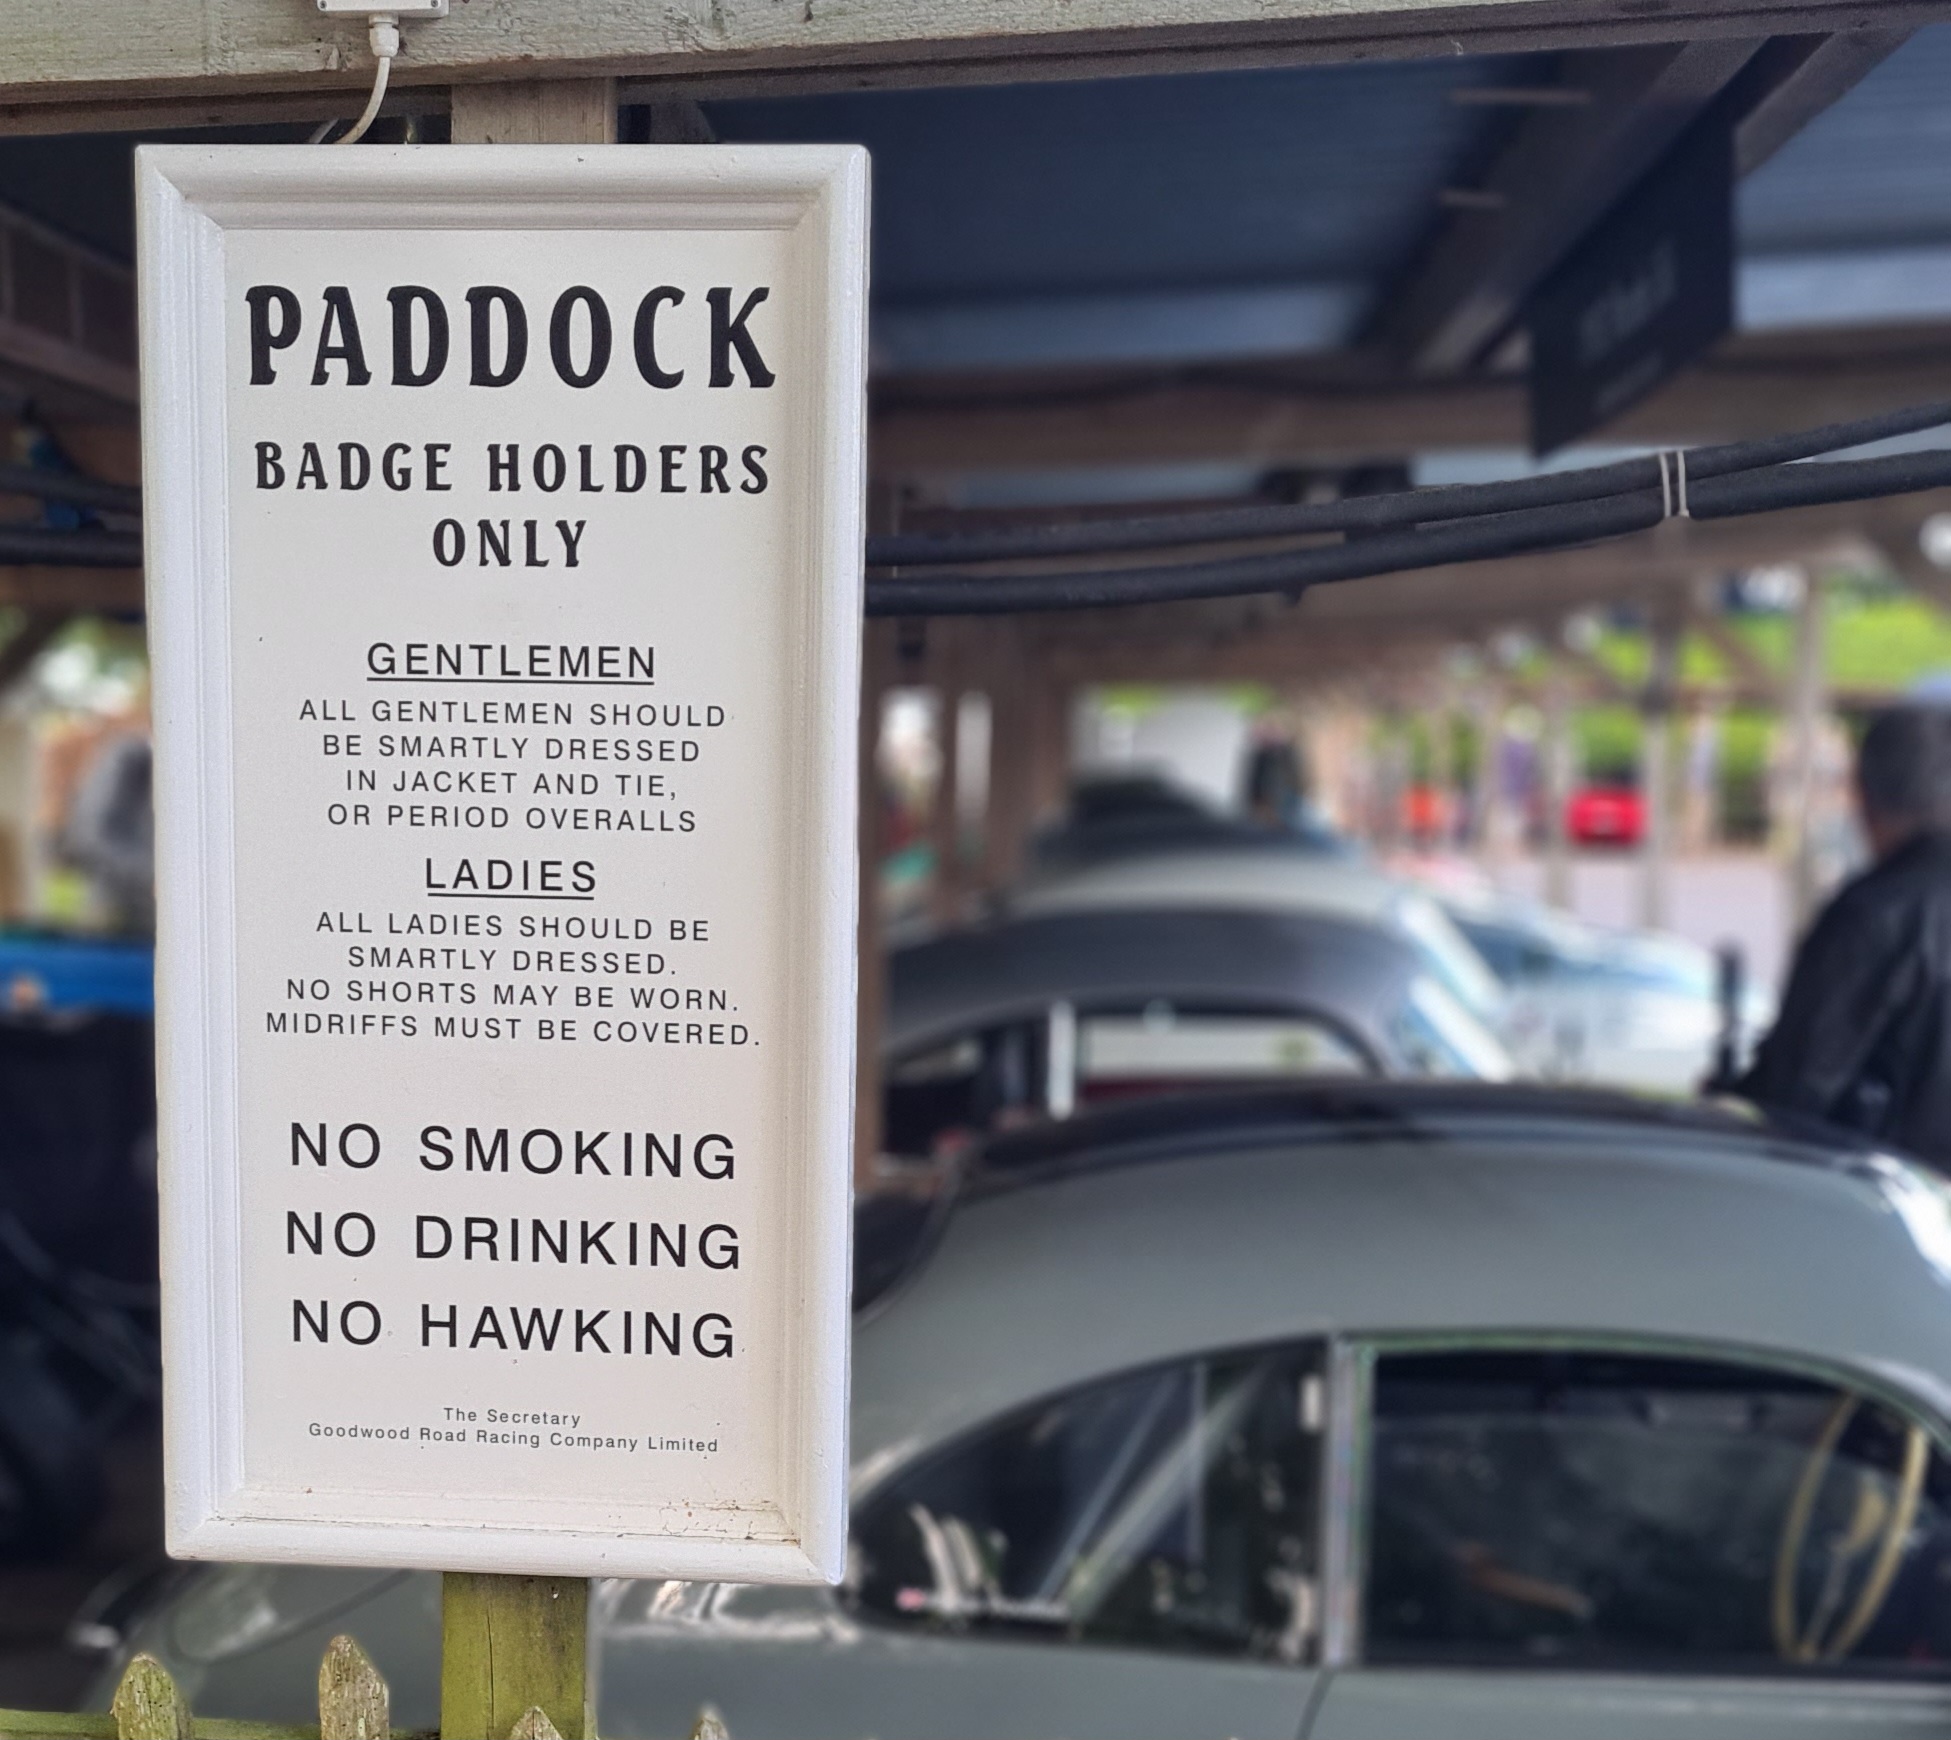 PADDOCK
BADGE HOLDERS
ONLY
GENTLEMEN
ALL GENTLEMEN SHOULD
BE SMARTLY DRESSED
IN JACKET AND TIE,
OR PERIOD OVERALLS
LADIES
ALL LADIES SHOULD BE
SMARTLY DRESSED.
NO SHORTS MAY BE WORN.
MIDRIFFS MUST BE COVERED.
NO SMOKING
NO DRINKING
NO HAWKING
The Secretary
Goodwood Road Racing Company Limited